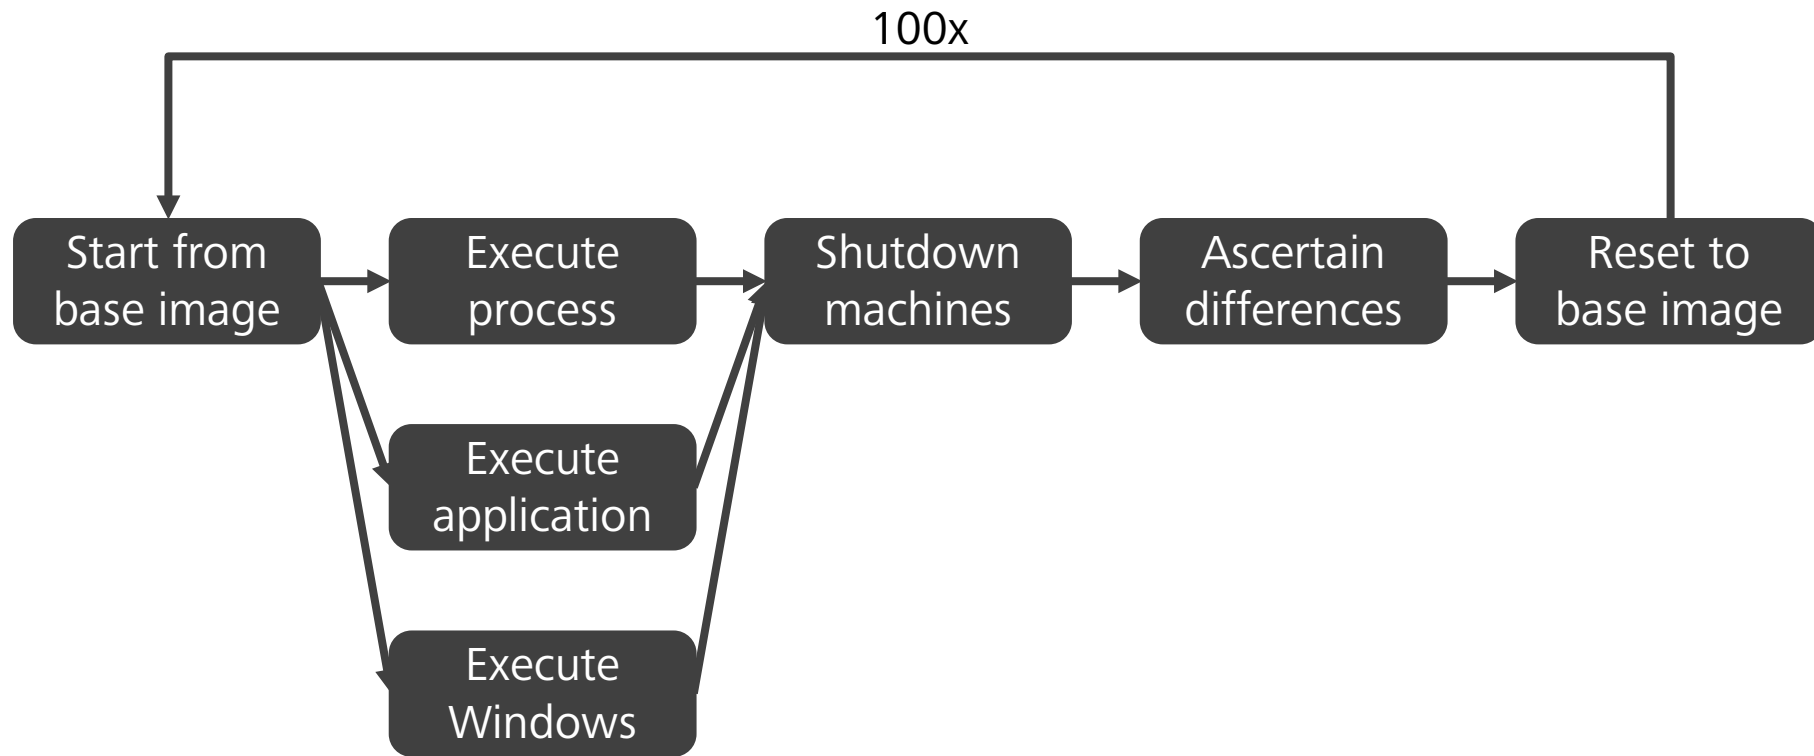 100x
Start from
base image
Execute
process
Shutdown
machines
Ascertain
differences
Reset to
base image
Execute
application
Execute
Windows